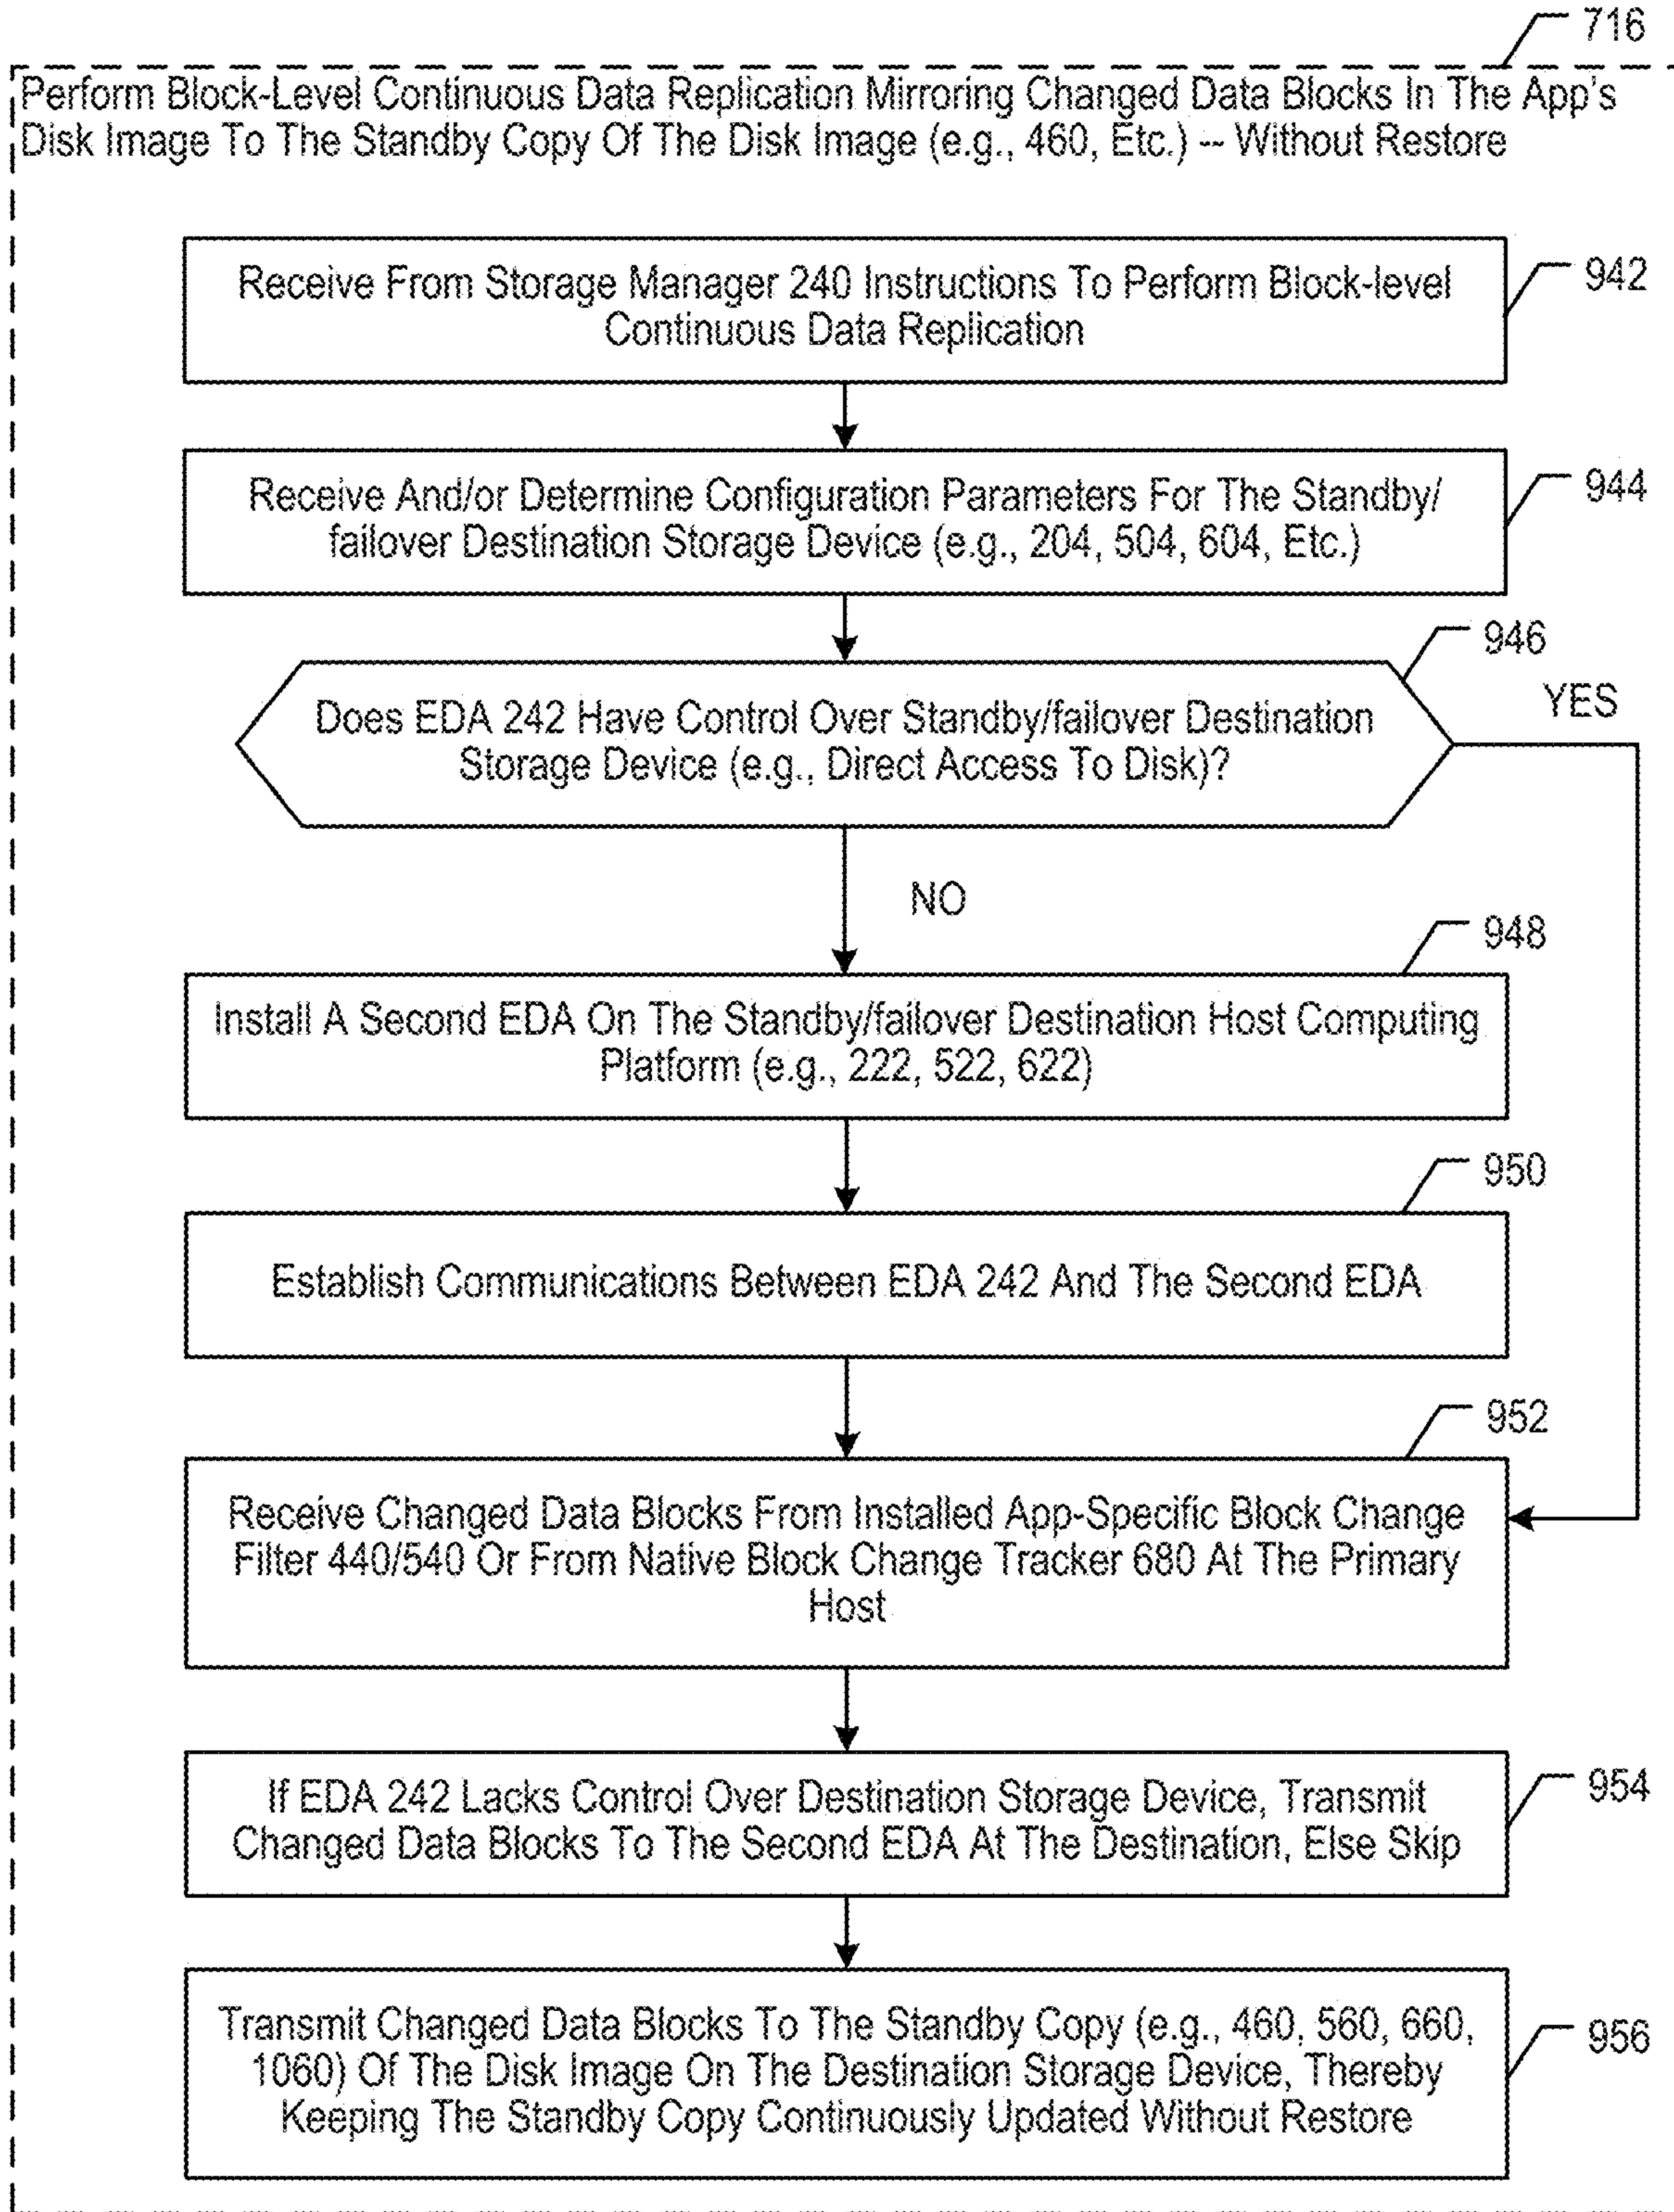 716
Perform Block-Level Continuous Data Replication Mirroring Changed Data Blocks In The App's
Disk Image To The Standby Copy Of The Disk Image (e.g., 460, Etc.) -- Without Restore
Receive From Storage Manager 240 Instructions To Perform Block-level
Continuous Data Replication
942
Receive And/or Determine Configuration Parameters For The Standby/
failover Destination Storage Device (e.g., 204, 504, 604, Etc.)
944
946
Does EDA 242 Have Control Over Standby/failover Destination
Storage Device (e.g., Direct Access To Disk)?
YES
NO
948
Install A Second EDA On The Standby/failover Destination Host Computing
Platform (e.g., 222, 522, 622)
950
Establish Communications Between EDA 242 And The Second EDA
952
Receive Changed Data Blocks From Installed App-Specific Block Change
Filter 440/540 Or From Native Block Change Tracker 680 At The Primary
Host
If EDA 242 Lacks Control Over Destination Storage Device, Transmit
Changed Data Blocks To The Second EDA At The Destination, Else Skip
954
Transmit Changed Data Blocks To The Standby Copy (e.g., 460, 560, 660,
1060) Of The Disk Image On The Destination Storage Device, Thereby
Keeping The Standby Copy Continuously Updated Without Restore
956